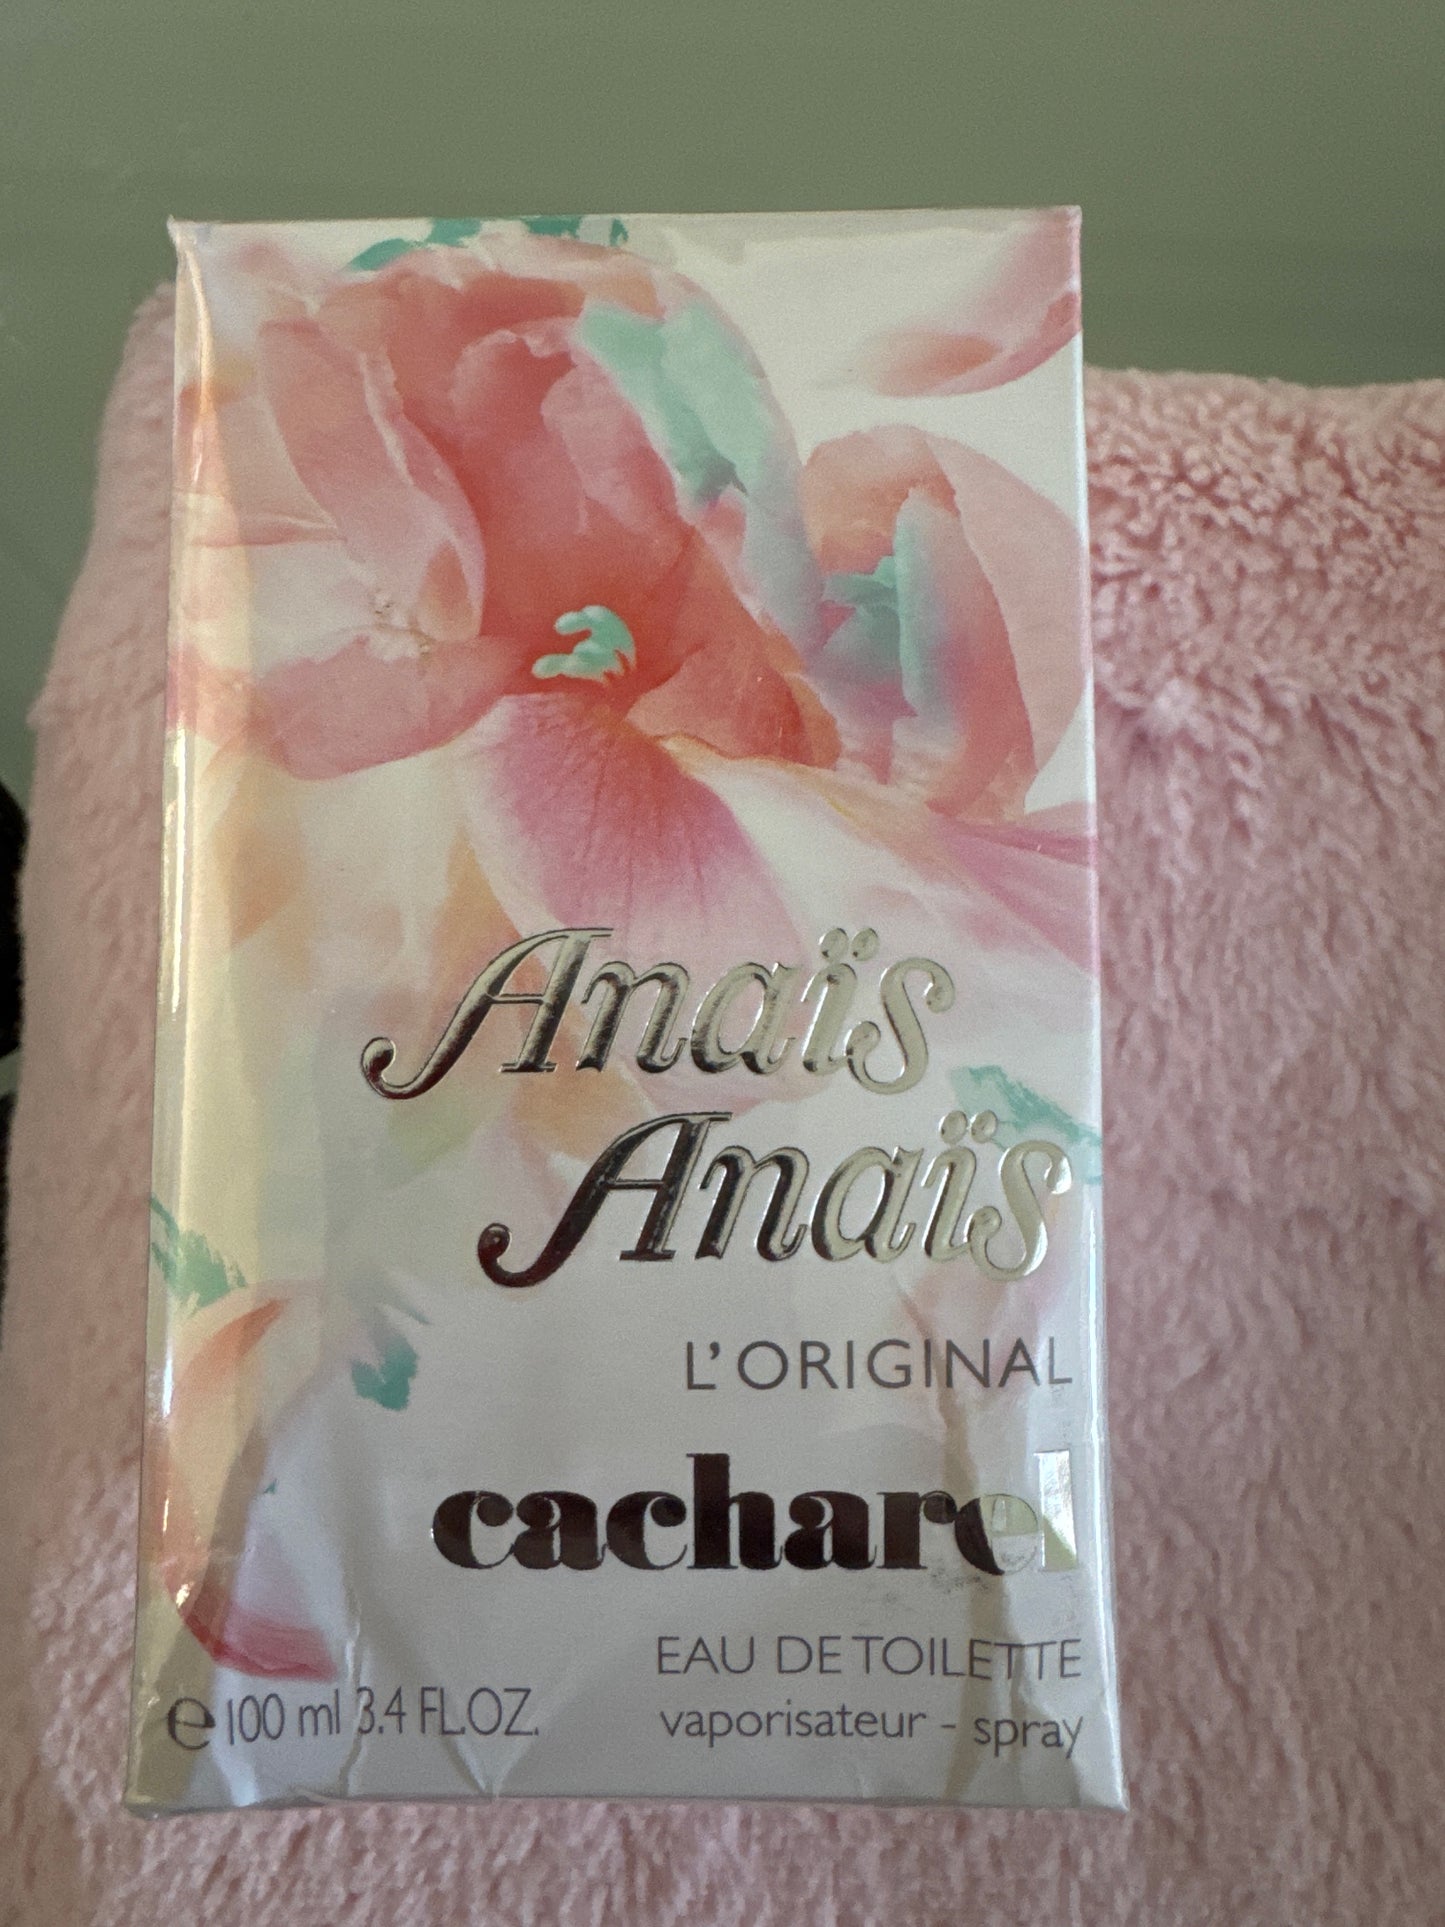 Anaïs
Anaïs
L'ORIGINAL
cacharel
EAU DE TOILETTE
vaporisateur - spray
℮ 100 ml 3.4 FL.OZ.